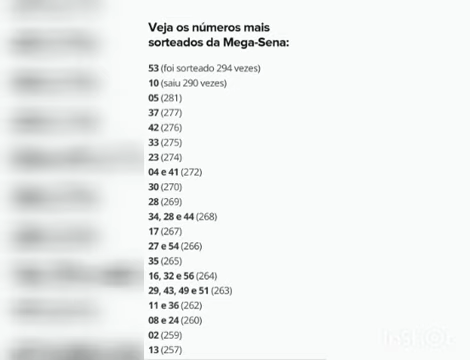 Veja os números mais
sorteados da Mega-Sena:
53 (foi sorteado 294 vezes)
10 (saiu 290 vezes)
05 (281)
37 (277)
42 (276)
33 (275)
23 (274)
04 e 41 (272)
30 (270)
28 (269)
34, 28 e 44 (268)
17 (267)
27 e 54 (266)
35 (265)
16, 32 e 56 (264)
29, 43, 49 e 51 (263)
11 e 36 (262)
08 e 24 (260)
02 (259)
13 (257)